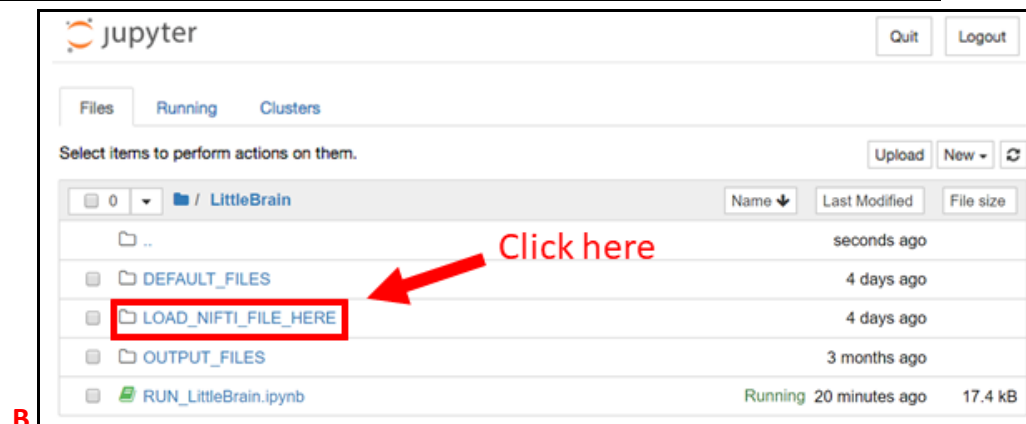 jupyter
Quit Logout
Files Running Clusters
Select items to perform actions on them.
Upload New
0 / LittleBrain Name Last Modified File size
.. seconds ago
Click here
DEFAULT_FILES 4 days ago
LOAD_NIFTI_FILE_HERE 4 days ago
OUTPUT_FILES 3 months ago
RUN_LittleBrain.ipynb Running 20 minutes ago 17.4 kB
B